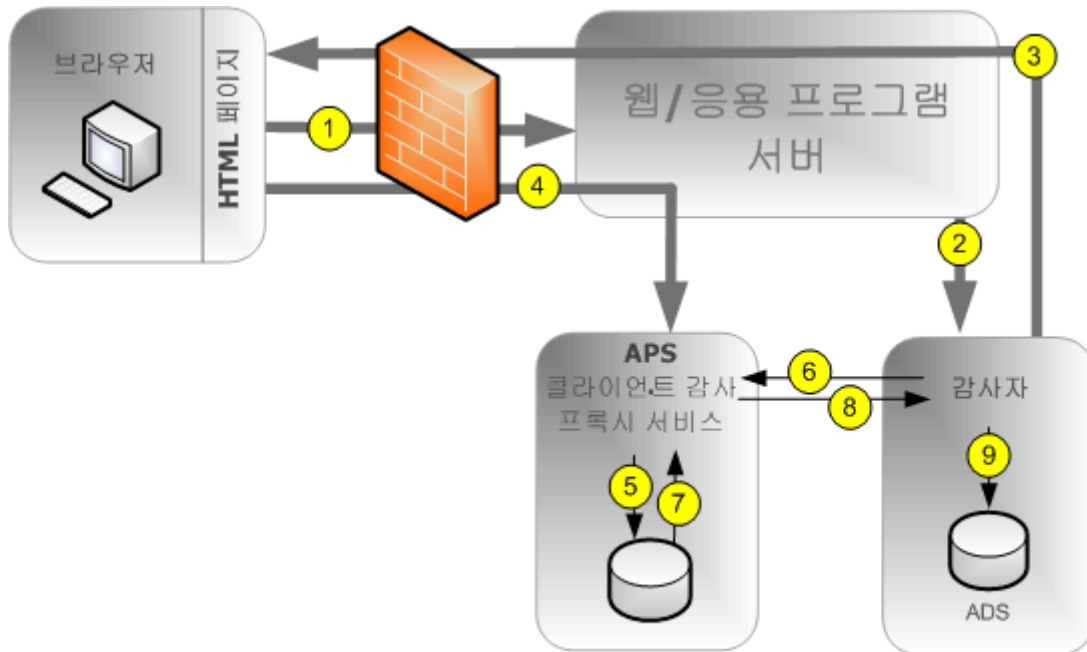 브라우저
HTML 페이지
1
4
웹/응용 프로그램
서버
3
2
APS
클라이언트 감사
프록시 서비스
5
7
6
8
감사자
9
ADS